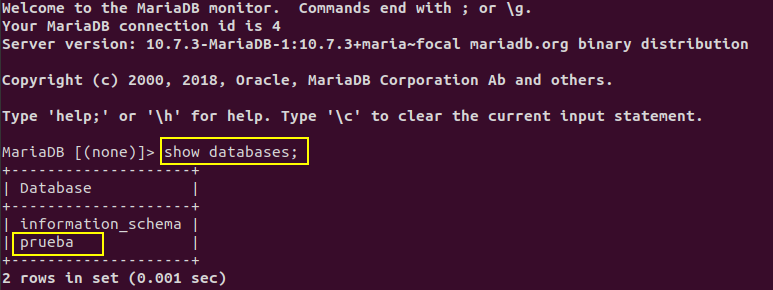 Welcome to the MariaDB monitor.  Commands end with ; or \g.
Your MariaDB connection id is 4
Server version: 10.7.3-MariaDB-1:10.7.3+maria~focal mariadb.org binary distribution
Copyright (c) 2000, 2018, Oracle, MariaDB Corporation Ab and others.
Type 'help;' or '\h' for help. Type '\c' to clear the current input statement.
MariaDB [(none)]> show databases;
+--------------------+
| Database           |
+--------------------+
| information_schema |
| prueba             |
+--------------------+
2 rows in set (0.001 sec)